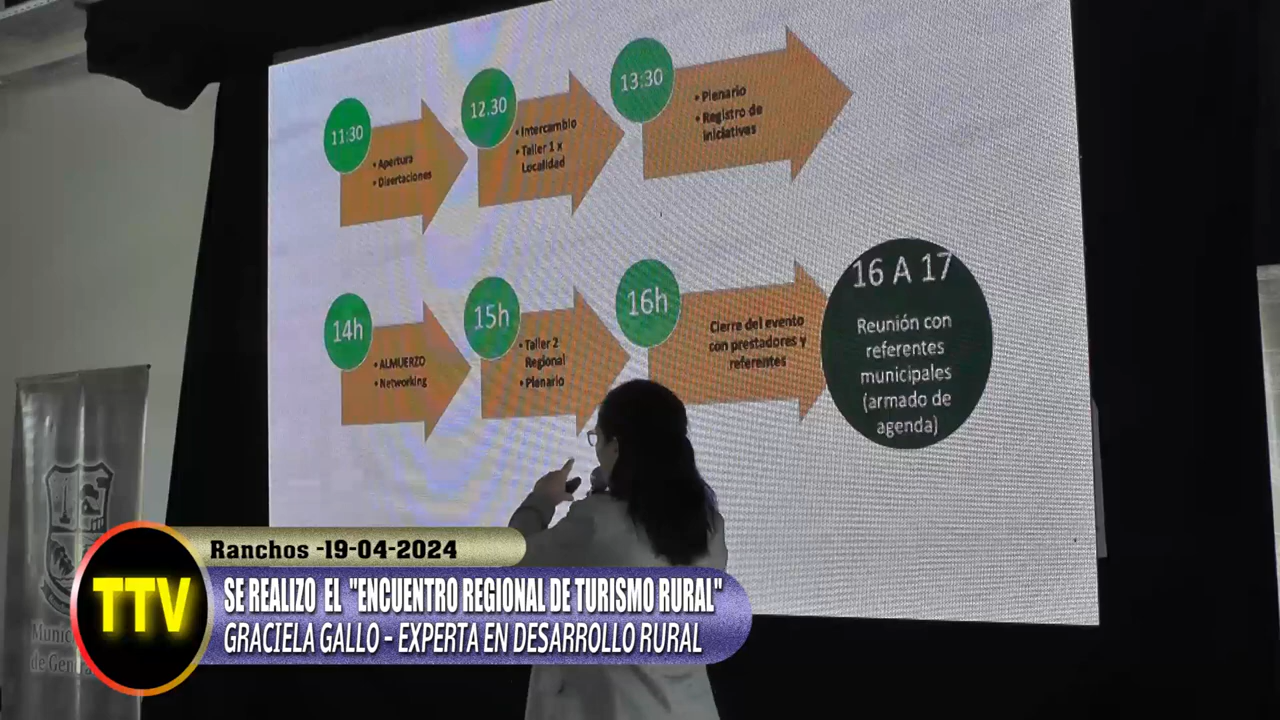 11:30
• Apertura
• Disertaciones
12.30
• Intercambio
• Taller 1 x
Localidad
13:30
• Plenario
• Registro de
iniciativas
14h
• ALMUERZO
• Networking
15h
• Taller 2
Regional
• Plenario
16h
Cierre del evento
con prestadores y
referentes
16 A 17
Reunión con
referentes
municipales
(armado de
agenda)
de
Ranchos -19-04-2024
TTV
SE REALIZO EL "ENCUENTRO REGIONAL DE TURISMO RURAL"
GRACIELA GALLO - EXPERTA EN DESARROLLO RURAL